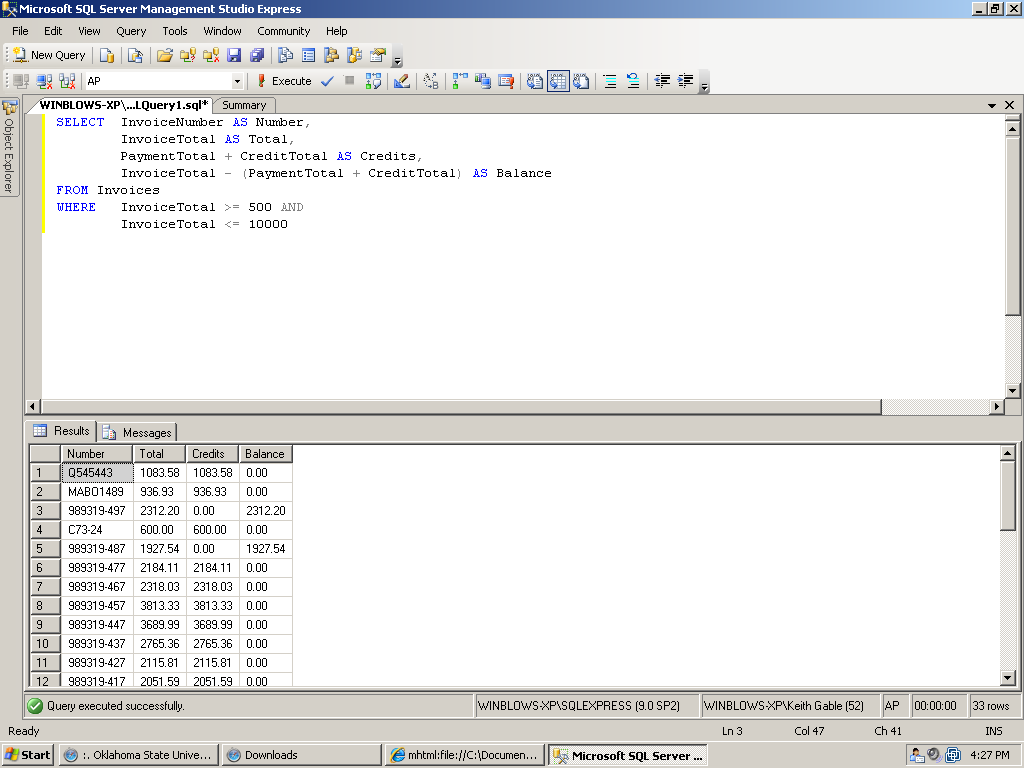 Microsoft SQL Server Management Studio Express
File Edit View Query Tools Window Community Help
New Query
AP Execute
WINBLOWS-XP\...LQuery1.sql* Summary
Object Explorer
SELECT InvoiceNumber AS Number,
InvoiceTotal AS Total,
PaymentTotal + CreditTotal AS Credits,
InvoiceTotal - (PaymentTotal + CreditTotal) AS Balance
FROM Invoices
WHERE InvoiceTotal >= 500 AND
InvoiceTotal <= 10000
Results Messages
Number Total Credits Balance
1 Q545443 1083.58 1083.58 0.00
2 MABO1489 936.93 936.93 0.00
3 989319-497 2312.20 0.00 2312.20
4 C73-24 600.00 600.00 0.00
5 989319-487 1927.54 0.00 1927.54
6 989319-477 2184.11 2184.11 0.00
7 989319-467 2318.03 2318.03 0.00
8 989319-457 3813.33 3813.33 0.00
9 989319-447 3689.99 3689.99 0.00
10 989319-437 2765.36 2765.36 0.00
11 989319-427 2115.81 2115.81 0.00
12 989319-417 2051.59 2051.59 0.00
Query executed successfully. WINBLOWS-XP\SQLEXPRESS (9.0 SP2) WINBLOWS-XP\Keith Gable (52) AP 00:00:00 33 rows
Ready Ln 3 Col 47 Ch 41 INS
Start :. Oklahoma State Unive... Downloads mhtml:file://C:\Documen... Microsoft SQL Server ... 4:27 PM